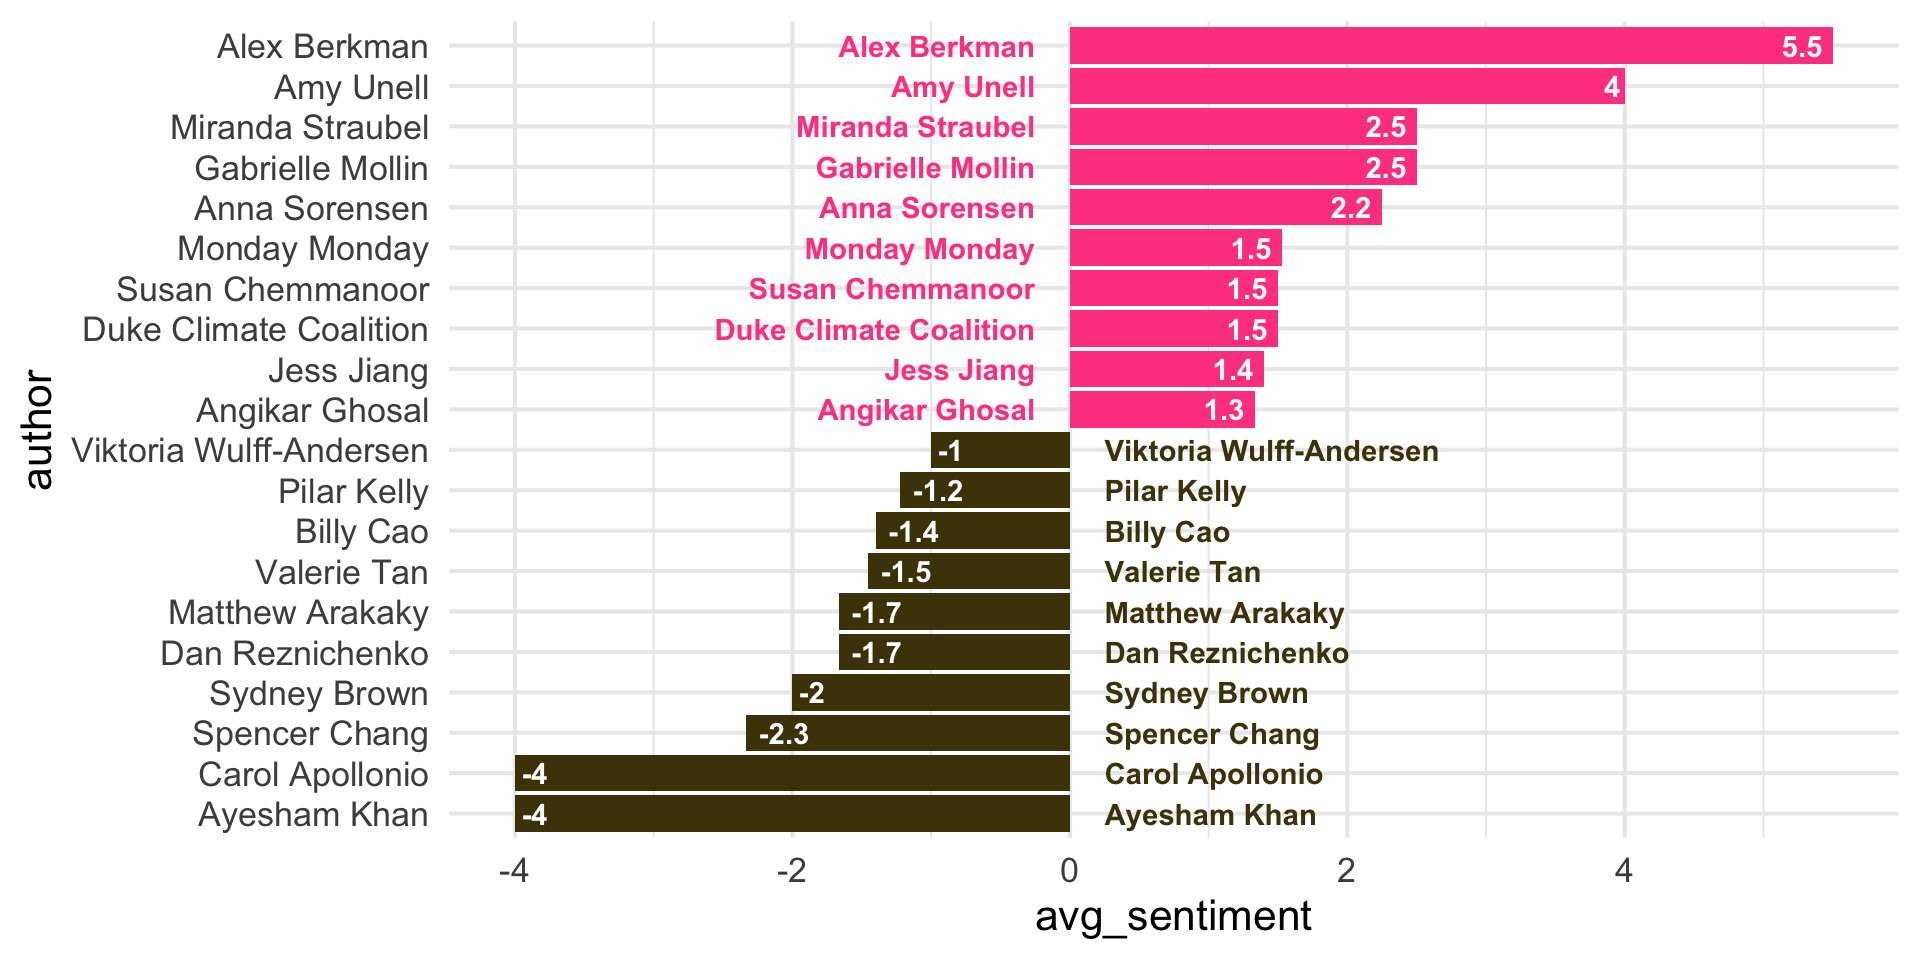 Alex Berkman Alex Berkman 5.5
Amy Unell Amy Unell 4
Miranda Straubel Miranda Straubel 2.5
Gabrielle Mollin Gabrielle Mollin 2.5
Anna Sorensen Anna Sorensen 2.2
Monday Monday Monday Monday 1.5
Susan Chemmanoor Susan Chemmanoor 1.5
Duke Climate Coalition Duke Climate Coalition 1.5
Jess Jiang Jess Jiang 1.4
Angikar Ghosal Angikar Ghosal 1.3
Viktoria Wulff-Andersen -1 Viktoria Wulff-Andersen
Pilar Kelly -1.2 Pilar Kelly
Billy Cao -1.4 Billy Cao
Valerie Tan -1.5 Valerie Tan
Matthew Arakaky -1.7 Matthew Arakaky
Dan Reznichenko -1.7 Dan Reznichenko
Sydney Brown -2 Sydney Brown
Spencer Chang -2.3 Spencer Chang
Carol Apollonio -4 Carol Apollonio
Ayesham Khan -4 Ayesham Khan
author
-4 -2 0 2 4
avg_sentiment